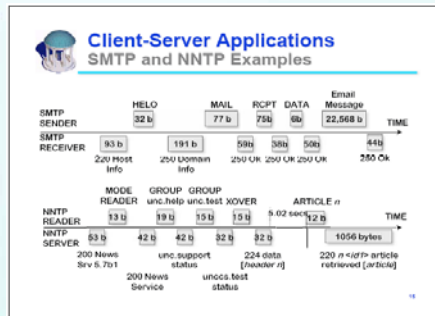 Client-Server Applications
SMTP and NNTP Examples
HELO MAIL RCPT DATA Email Message
SMTP SENDER 32 b 77 b 75b 6b 22,568 b TIME
SMTP RECEIVER 93 b 191 b 59b 38b 50b 44b
220 Host Info 250 Domain Info 250 Ok 250 Ok 250 Ok 250 Ok
MODE READER GROUP unc.help GROUP unc.test XOVER ARTICLE n
5.02 secs
NNTP READER 13 b 19 b 15 b 15 b 12 b TIME
NNTP SERVER 53 b 42 b 42 b 32 b 32 b 1056 bytes
200 News Srv 5.7b1 unc.support status 224 data [header n] 220 n <id1> article retrieved [article]
200 News Service unccs.test status